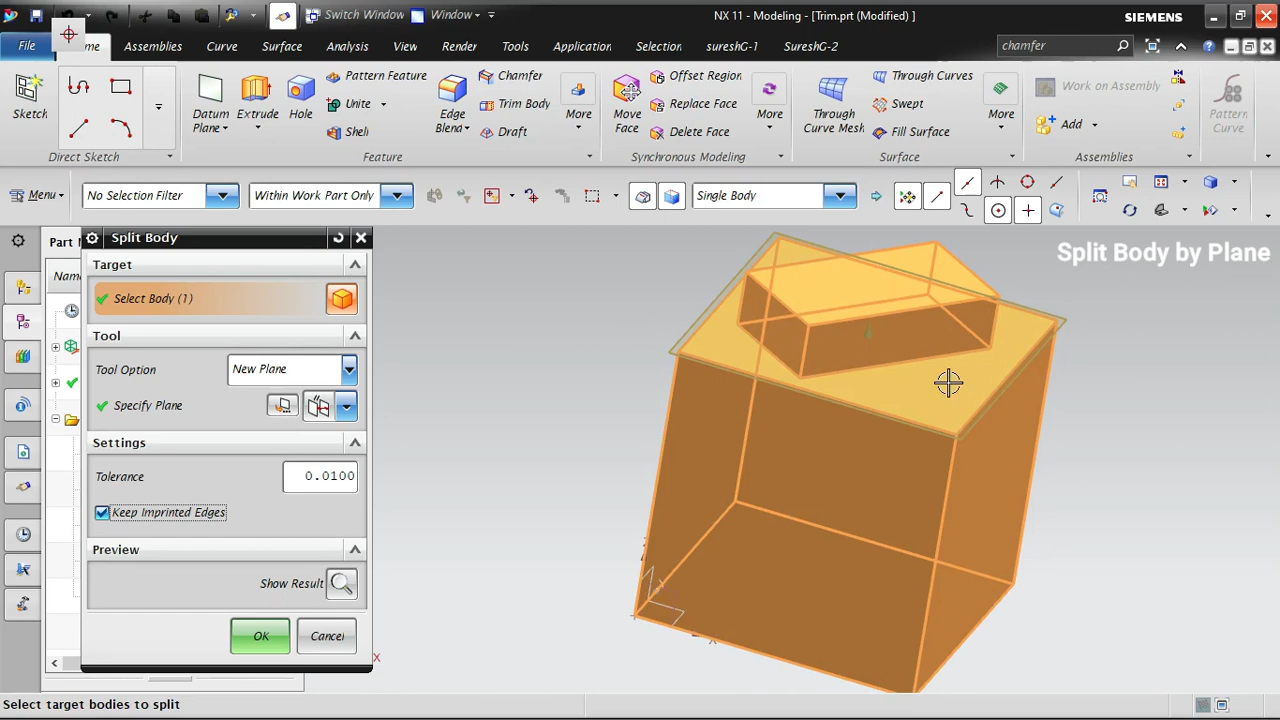 Switch Window Window NX 11 - Modeling - [Trim.prt (Modified) ] SIEMENS
File me Assemblies Curve Surface Analysis View Render Tools Application Selection sureshG-1 SureshG-2 chamfer
Pattern Feature Chamfer Offset Region Through Curves Work on Assembly
Unite Trim Body Replace Face Swept Add
Shell Draft Delete Face Fill Surface
Sketch Datum Plane Extrude Hole Edge Blend More Move Face More Through Curve Mesh More Pattern Curve
Direct Sketch Feature Synchronous Modeling Surface Assemblies
Menu No Selection Filter Within Work Part Only Single Body
Part Split Body
Split Body by Plane
Target
Select Body (1)
Tool
Tool Option New Plane
Specify Plane
Settings
Tolerance 0.0100
Keep Imprinted Edges
Preview
Show Result
OK Cancel
X
Select target bodies to split